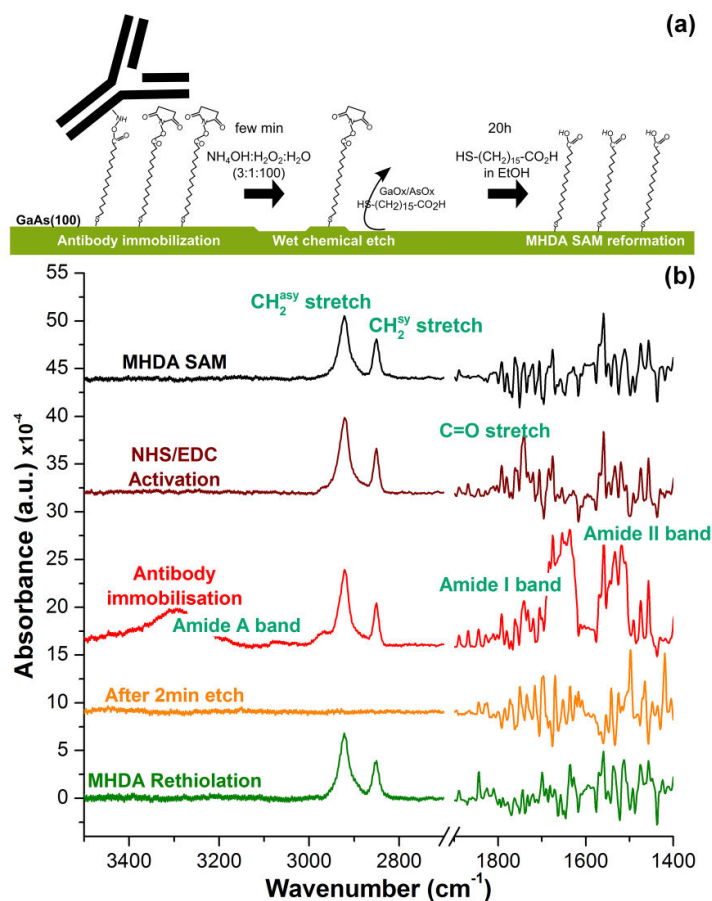 (a)
few min
20h
NH4OH:H2O2:H2O
(3:1:100)
HS-(CH2)15-CO2H
in EtOH
GaOx/AsOx
HS-(CH2)15-CO2H
NH
O
O
O
N
O
O
O
O
N
O
O
O
O
N
O
O
O
HO
O
HO
O
HO
O
S
S
S
S
S
S
S
GaAs(100)
Antibody immobilization
Wet chemical etch
MHDA SAM reformation
(b)
55
50
45
40
35
30
25
20
15
10
5
0
Absorbance (a.u.) x10-4
CH2asy stretch
CH2sy stretch
MHDA SAM
NHS/EDC
Activation
C=O stretch
Antibody
immobilisation
Amide A band
Amide I band
Amide II band
After 2min etch
MHDA Rethiolation
3400
3200
3000
2800
1800
1600
1400
Wavenumber (cm-1)